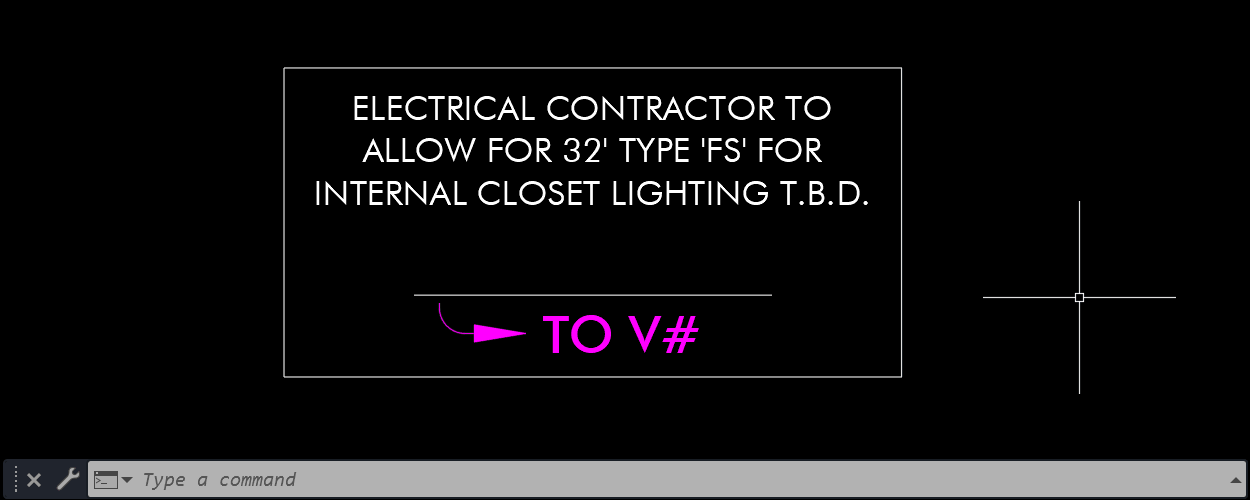 ELECTRICAL CONTRACTOR TO
ALLOW FOR 32' TYPE 'FS' FOR
INTERNAL CLOSET LIGHTING T.B.D.
TO V#
Type a command